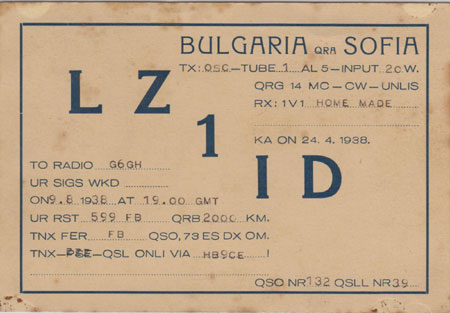 BULGARIA QRA SOFIA
TX: OSC-TUBE 1 AL 5-INPUT 20W.
QRG 14 MC-CW-UNLIS
RX: 1V1 HOME MADE
LZ
1
ID
KA ON 24. 4. 1938.
TO RADIO G6GH
UR SIGS WKD
ON 9.8 1938 AT 19.00 GMT
UR RST 599 FB QRB 2000 KM.
TNX FER FB QSO, 73 ES DX OM.
TNX-PSE-QSL ONLI VIA HB9CE !
QSO NR 132 QSLL NR 39